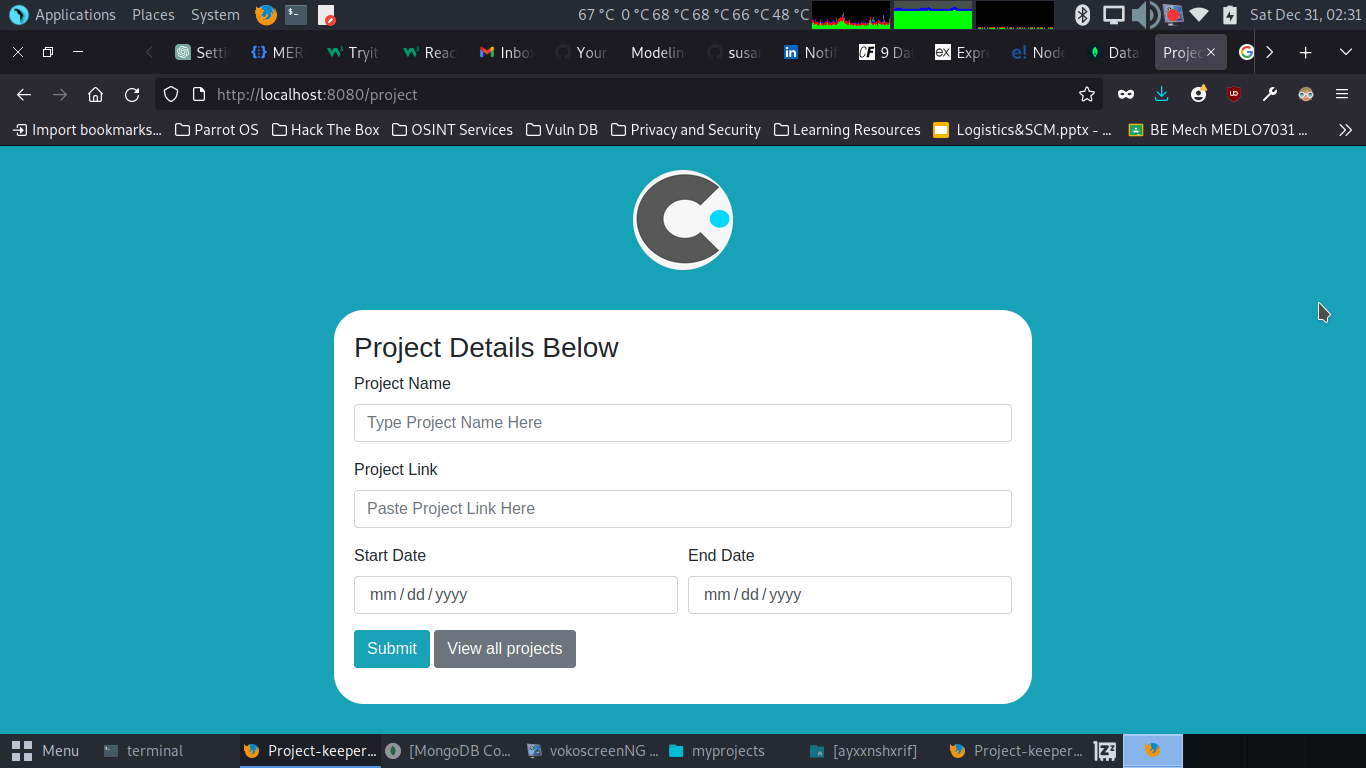 Applications Places System 67 °C 0 °C 68 °C 68 °C 66 °C 48 °C Sat Dec 31, 02:31
Setti MER Tryit Reac Inbo Your Modelin susa Notif 9 Da Expr Node Data Projec
http://localhost:8080/project
Import bookmarks... Parrot OS Hack The Box OSINT Services Vuln DB Privacy and Security Learning Resources Logistics&SCM.pptx - ... BE Mech MEDLO7031 ...
Project Details Below
Project Name
Type Project Name Here
Project Link
Paste Project Link Here
Start Date End Date
mm/dd/yyyy mm/dd/yyyy
Submit View all projects
Menu terminal Project-keeper... [MongoDB Co... vokoscreenNG ... myprojects [ayxxnshxrif] Project-keeper...